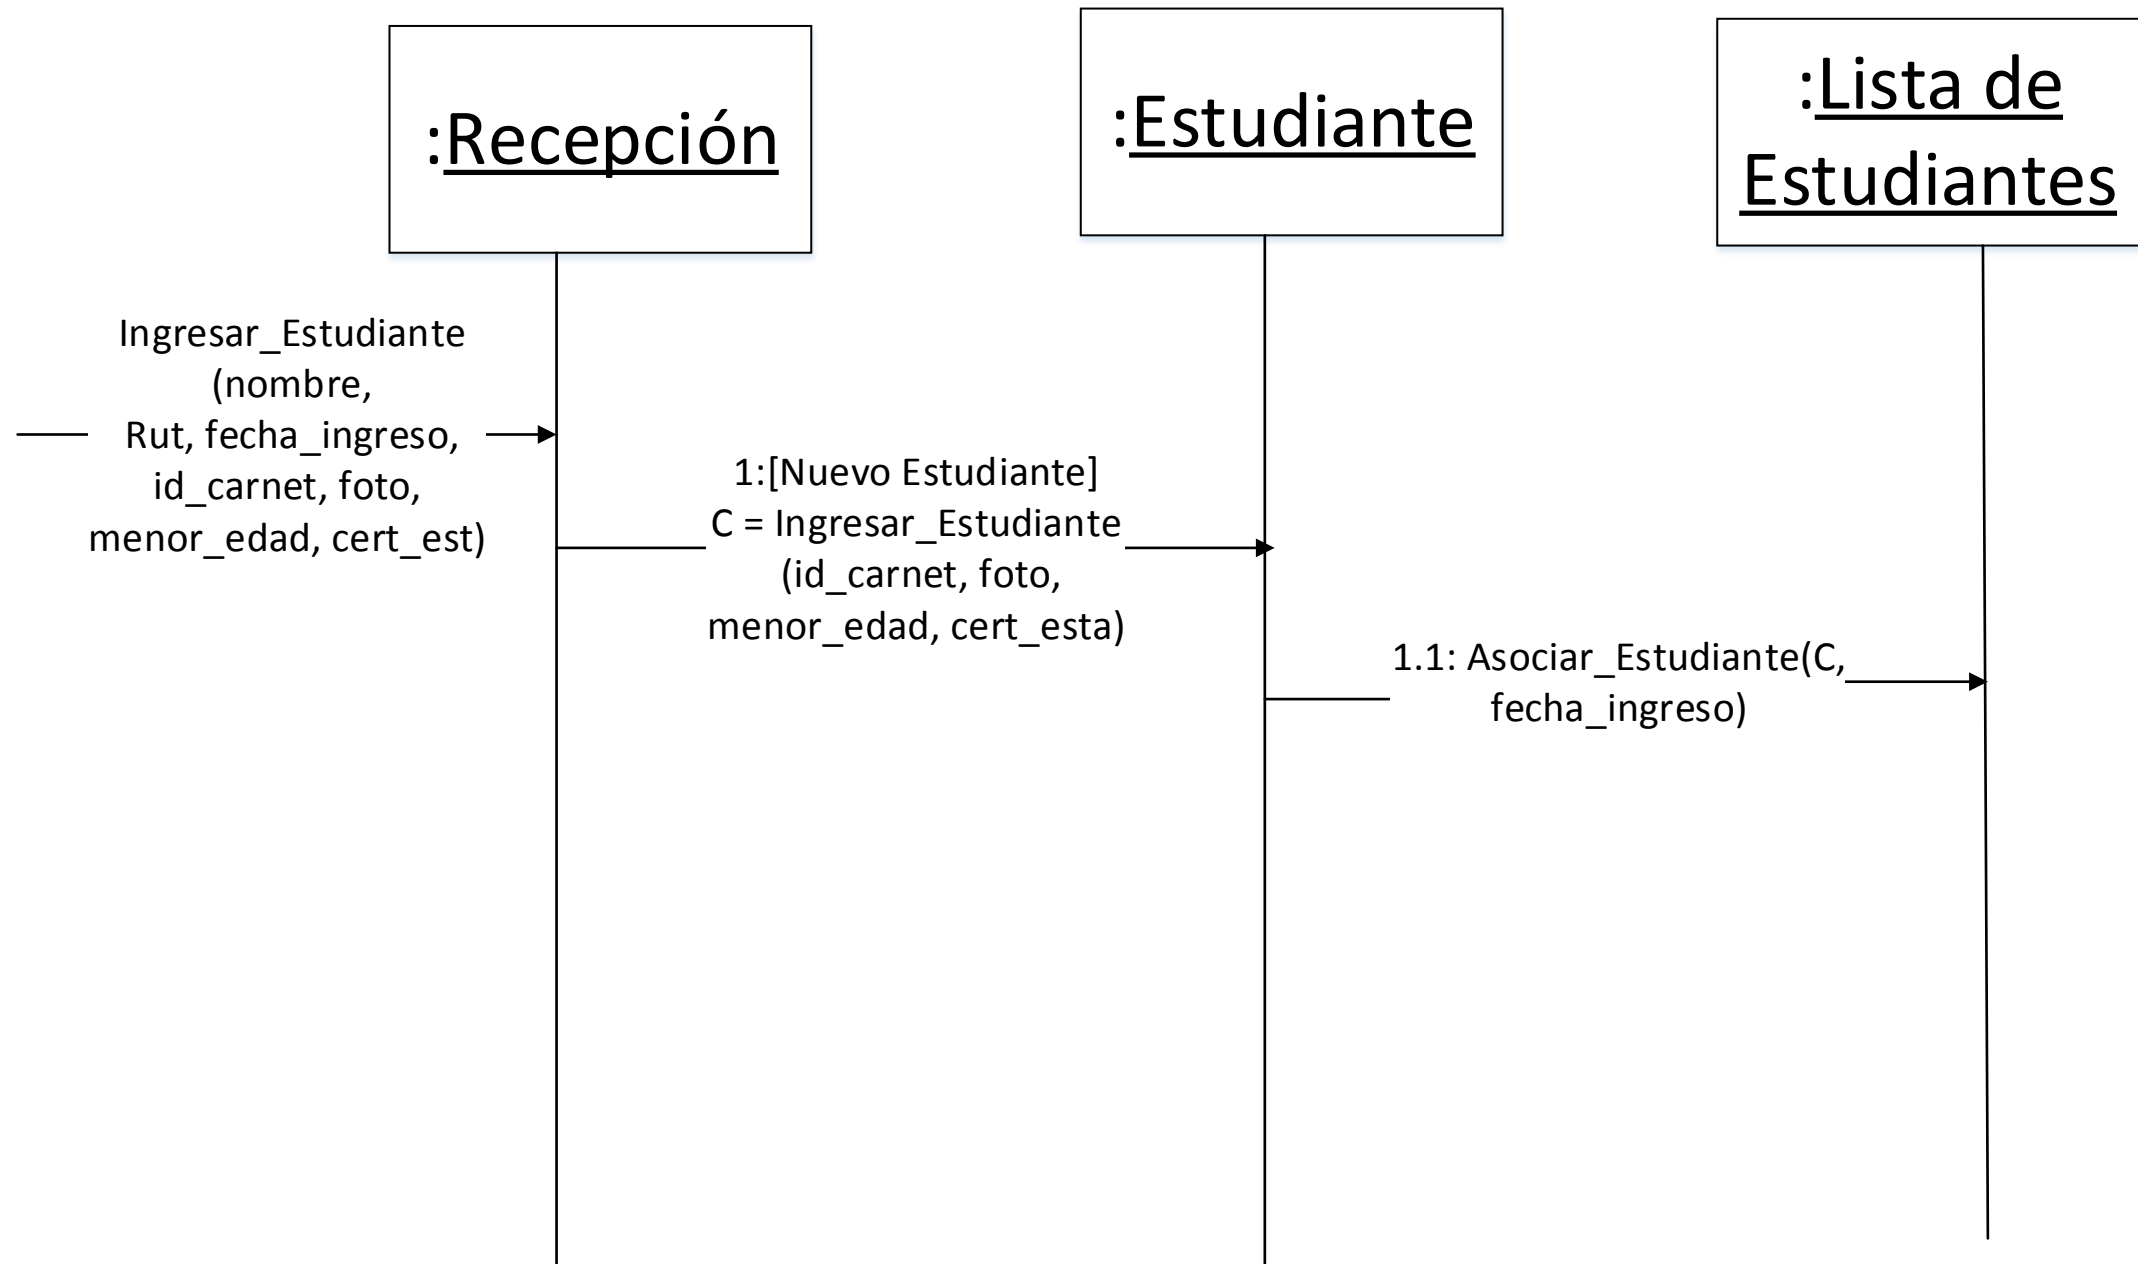 :Recepción
:Estudiante
:Lista de
Estudiantes
Ingresar_Estudiante
(nombre,
Rut, fecha_ingreso,
id_carnet, foto,
menor_edad, cert_est)
1:[Nuevo Estudiante]
C = Ingresar_Estudiante
(id_carnet, foto,
menor_edad, cert_esta)
1.1: Asociar_Estudiante(C,
fecha_ingreso)